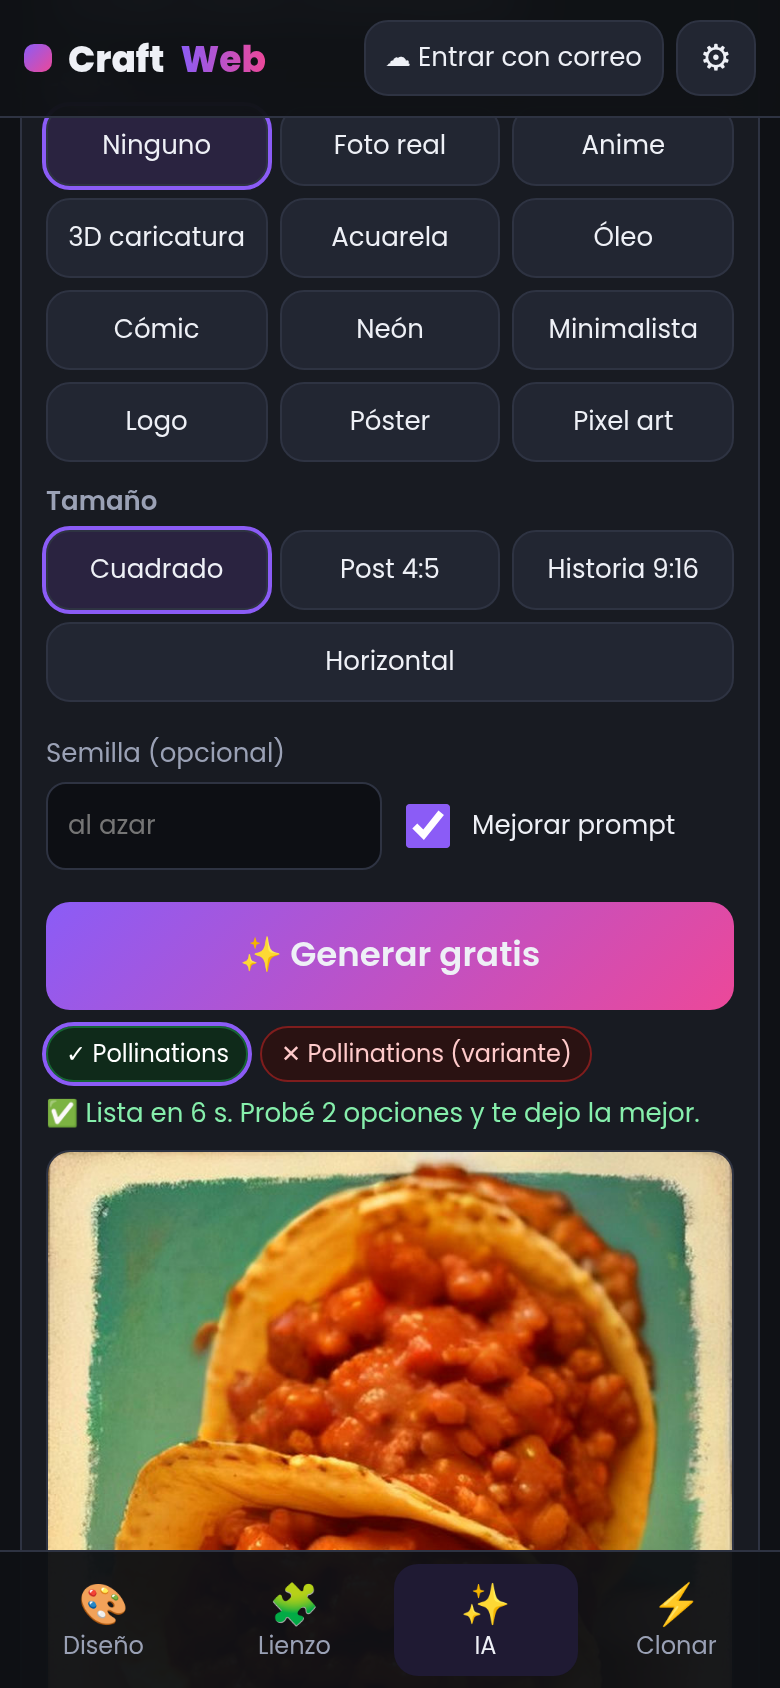 Craft Web
☁ Entrar con correo
⚙
Ninguno
Foto real
Anime
3D caricatura
Acuarela
Óleo
Cómic
Neón
Minimalista
Logo
Póster
Pixel art
Tamaño
Cuadrado
Post 4:5
Historia 9:16
Horizontal
Semilla (opcional)
al azar
Mejorar prompt
✨ Generar gratis
✓ Pollinations
✕ Pollinations (variante)
✅ Lista en 6 s. Probé 2 opciones y te dejo la mejor.
Diseño
Lienzo
IA
Clonar